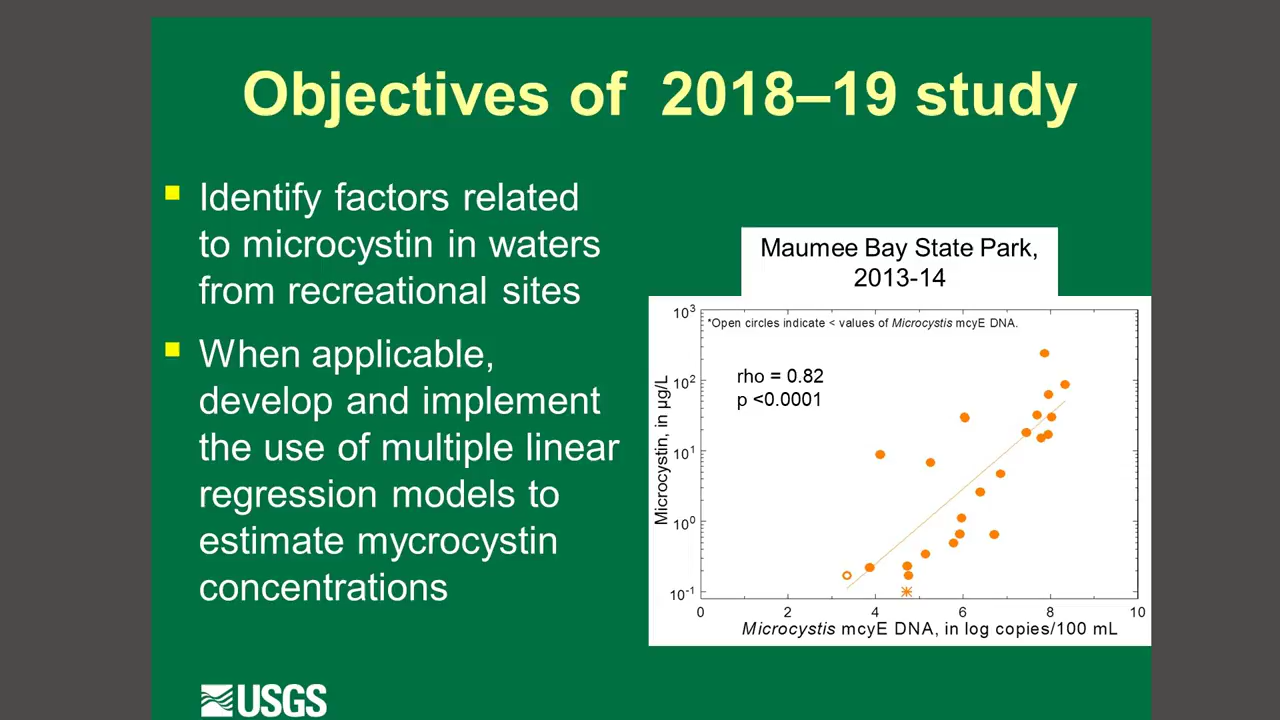 Objectives of 2018–19 study
Identify factors related
to microcystin in waters
from recreational sites
When applicable,
develop and implement
the use of multiple linear
regression models to
estimate mycrocystin
concentrations
Maumee Bay State Park,
2013-14
*Open circles indicate < values of Microcystis mcyE DNA.
rho = 0.82
p <0.0001
Microcystin, in µg/L
10³
10²
10¹
10⁰
10⁻¹
0 2 4 6 8 10
Microcystis mcyE DNA, in log copies/100 mL
USGS